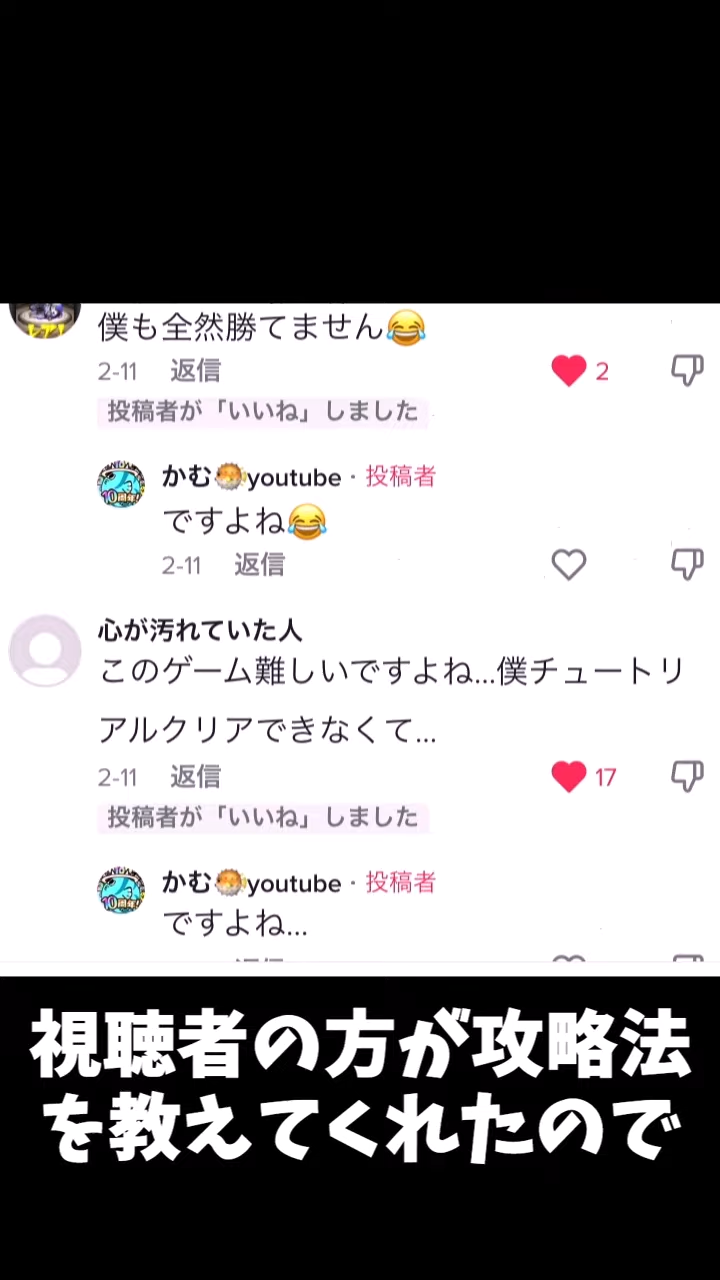 僕も全然勝てません😂
2-11 返信
2
投稿者が「いいね」しました
かむ🐡youtube · 投稿者
ですよね😂
2-11 返信
心が汚れていた人
このゲーム難しいですよね...僕チュートリ
アルクリアできなくて...
2-11 返信
17
投稿者が「いいね」しました
かむ🐡youtube · 投稿者
ですよね...
視聴者の方が攻略法
を教えてくれたので